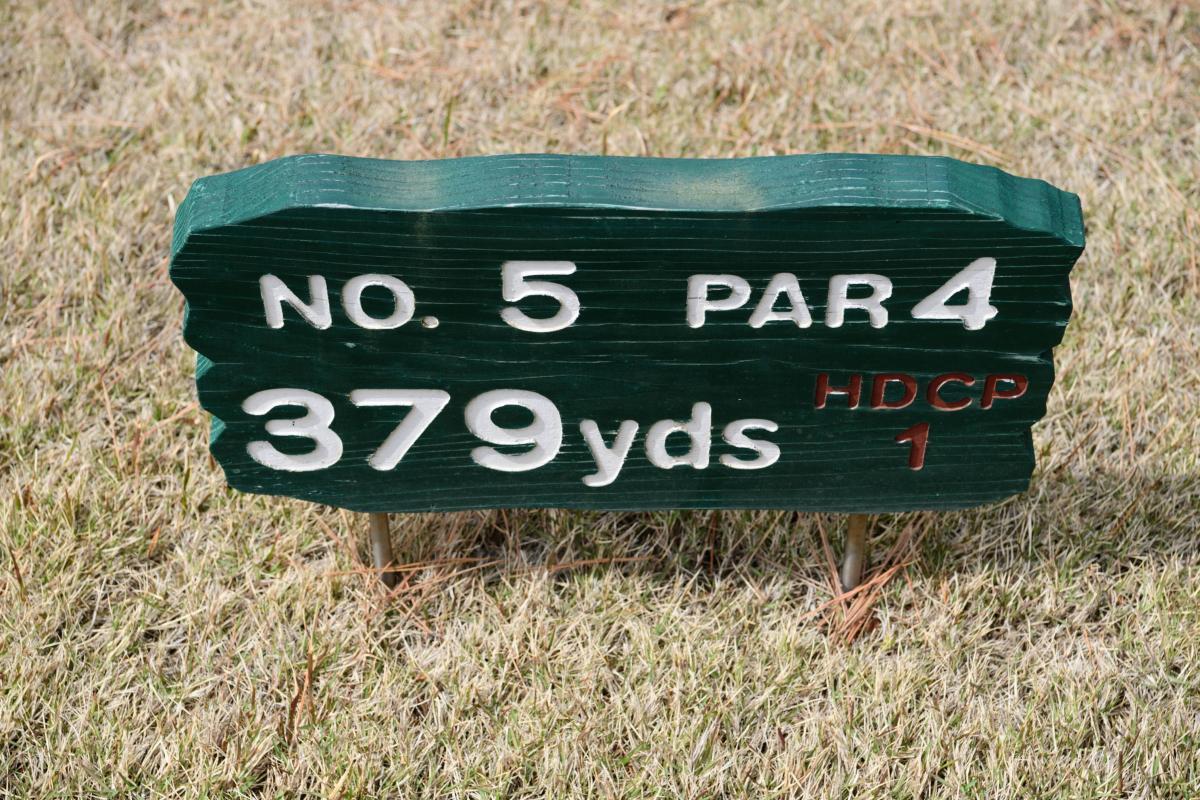 NO. 5 PAR 4
379yds HDCP
1